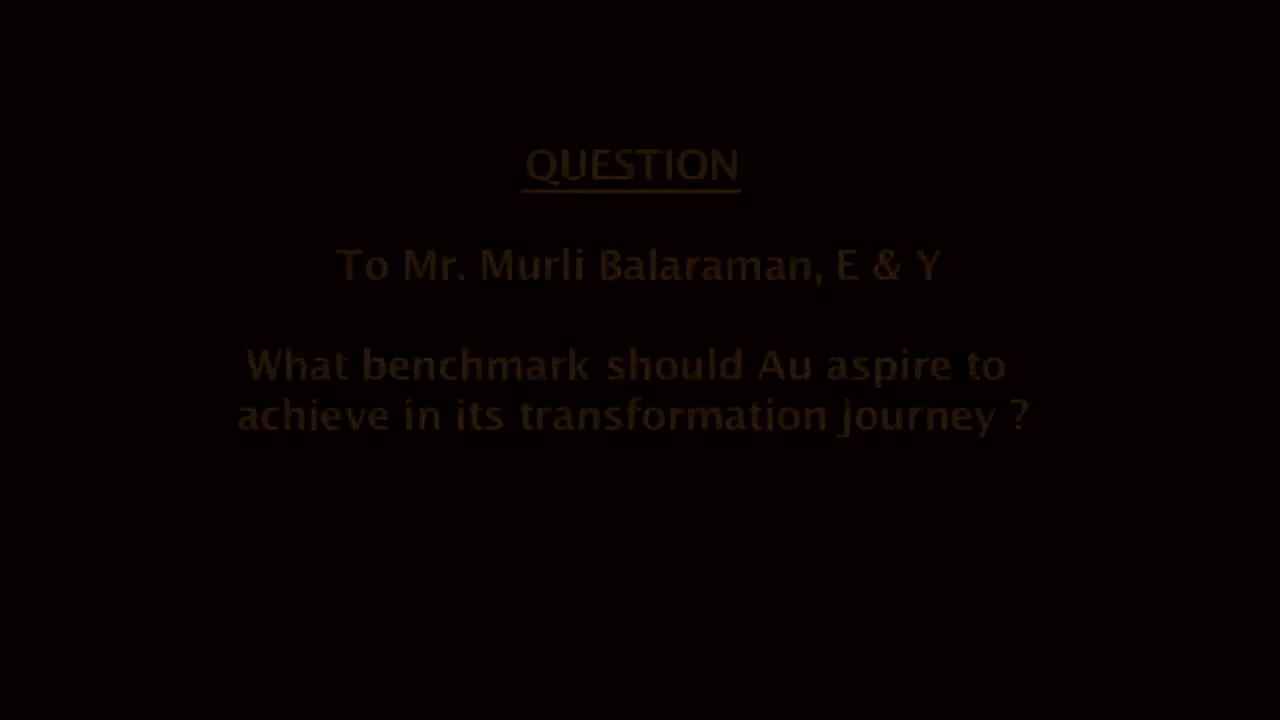 QUESTION
To Mr. Murli Balaraman, E & Y
What benchmark should Au aspire to
achieve in its transformation journey ?